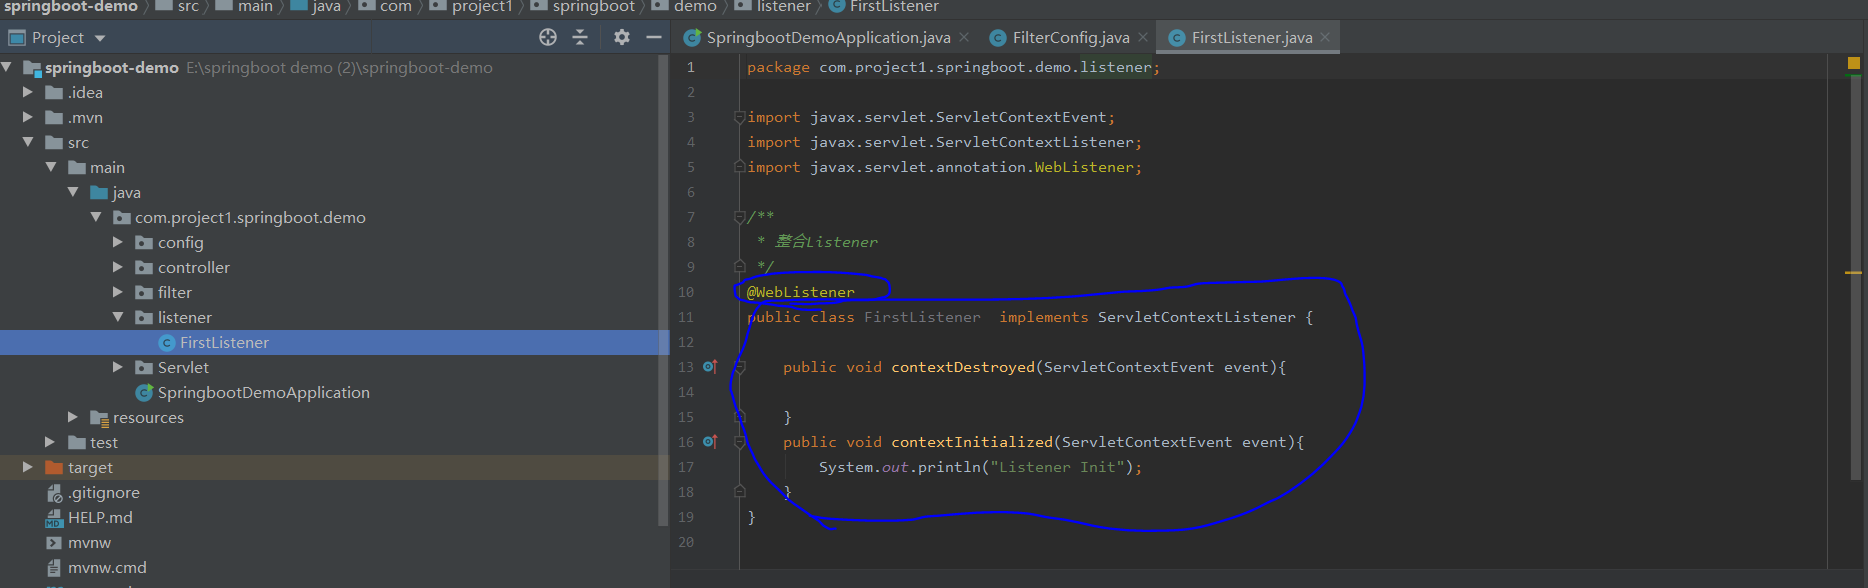 springboot-demo src main java com project1 springboot demo listener FirstListener
Project
SpringbootDemoApplication.java FilterConfig.java FirstListener.java
springboot-demo E:\springboot demo (2)\springboot-demo
.idea
.mvn
src
main
java
com.project1.springboot.demo
config
controller
filter
listener
FirstListener
Servlet
SpringbootDemoApplication
resources
test
target
.gitignore
HELP.md
mvnw
mvnw.cmd
1 package com.project1.springboot.demo.listener;
2
3 import javax.servlet.ServletContextEvent;
4 import javax.servlet.ServletContextListener;
5 import javax.servlet.annotation.WebListener;
6
7 /**
8 * 整合Listener
9 */
10 @WebListener
11 public class FirstListener  implements ServletContextListener {
12
13 public void contextDestroyed(ServletContextEvent event){
14
15 }
16 public void contextInitialized(ServletContextEvent event){
17 System.out.println("Listener Init");
18 }
19 }
20